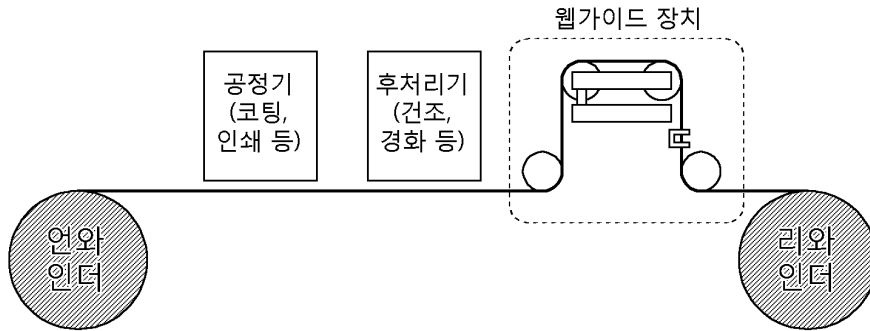 웹가이드 장치
공정기
(코팅,
인쇄 등)
후처리기
(건조,
경화 등)
언와
인더
리와
인더